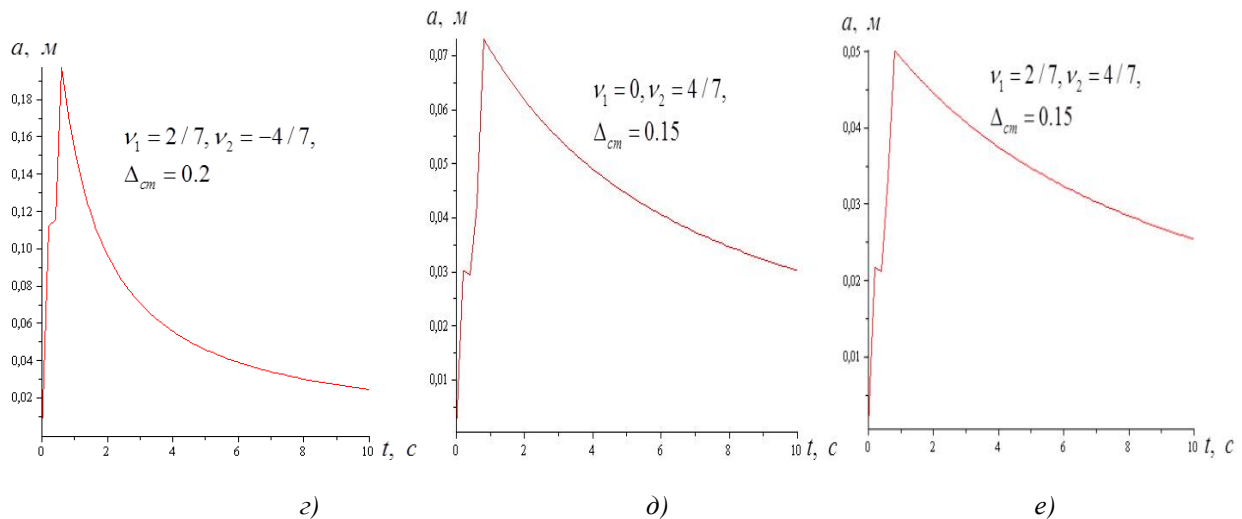 a, м
0,18
0,16
0,14
0,12
0,10
0,08
0,06
0,04
0,02
0 2 4 6 8 10
t, с
ν₁ = 2 / 7, ν₂ = −4 / 7,
Δcm = 0.2
г)
a, м
0,07
0,06
0,05
0,04
0,03
0,02
0,01
0 2 4 6 8 10
t, с
ν₁ = 0, ν₂ = 4 / 7,
Δcm = 0.15
д)
a, м
0,05
0,04
0,03
0,02
0,01
0 2 4 6 8 10
t, с
ν₁ = 2 / 7, ν₂ = 4 / 7,
Δcm = 0.15
е)